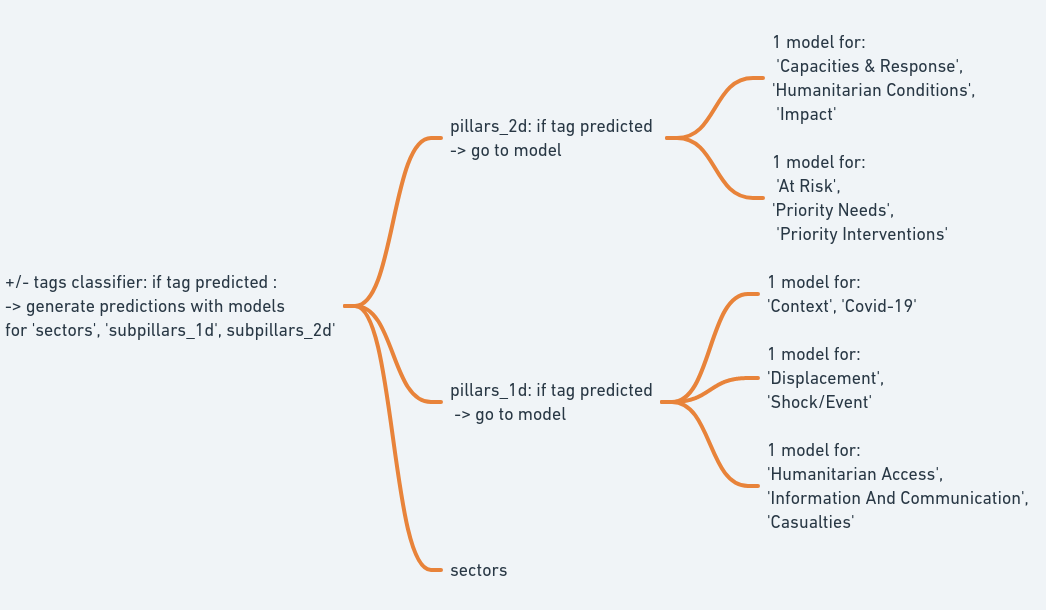 1 model for:
'Capacities & Response',
'Humanitarian Conditions',
'Impact'
pillars_2d: if tag predicted
-> go to model
1 model for:
'At Risk',
'Priority Needs',
'Priority Interventions'
+/- tags classifier: if tag predicted :
-> generate predictions with models
for 'sectors', 'subpillars_1d', subpillars_2d'
1 model for:
'Context', 'Covid-19'
1 model for:
'Displacement',
'Shock/Event'
pillars_1d: if tag predicted
-> go to model
1 model for:
'Humanitarian Access',
'Information And Communication',
'Casualties'
sectors